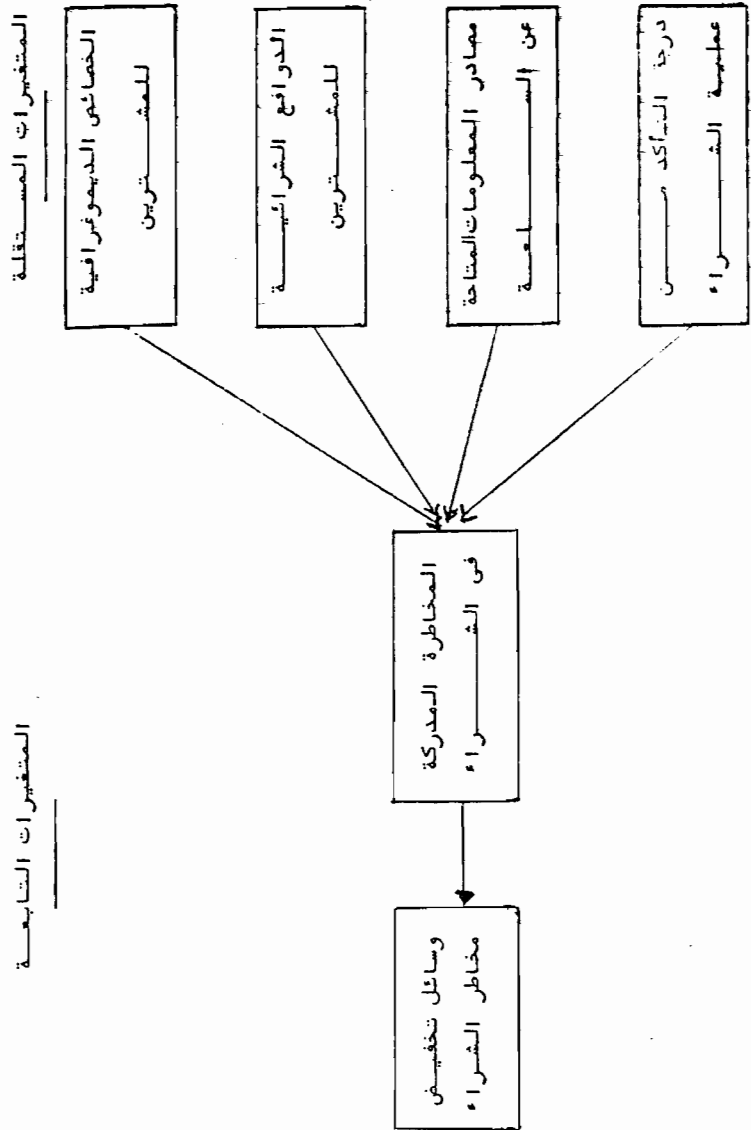 المتغيرات المستقلة
الخصائص الديموغرافية
للمشترين
الدوافع الشرائية
للمشترين
مصادر المعلومات المتاحة
عن السلعة
درجة التأكد من
عملية الشراء
المتغيرات التابعة
المخاطرة المدركة
فى الشراء
وسائل تخفيض
مخاطر الشراء